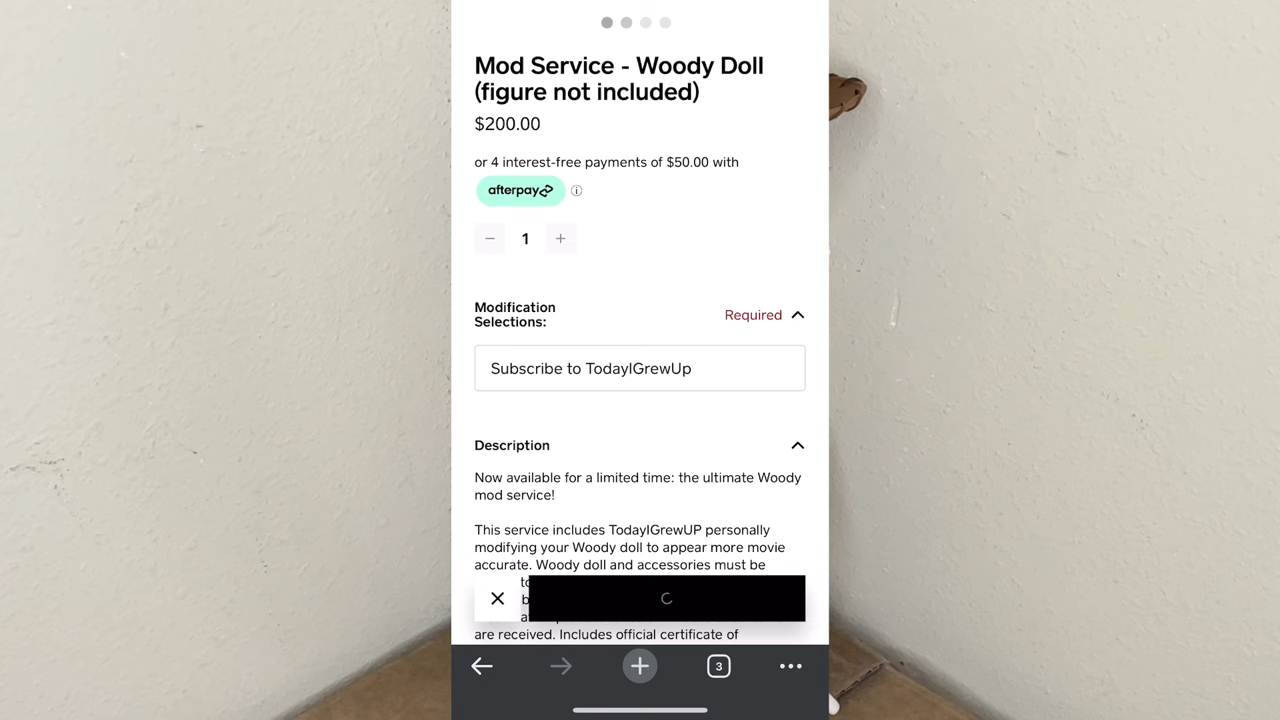 Mod Service - Woody Doll
(figure not included)
$200.00
or 4 interest-free payments of $50.00 with
afterpay
1
Modification
Selections:
Required
Subscribe to TodayIGrewUp
Description
Now available for a limited time: the ultimate Woody
mod service!
This service includes TodayIGrewUP personally
modifying your Woody doll to appear more movie
accurate. Woody doll and accessories must be
are received. Includes official certificate of
3